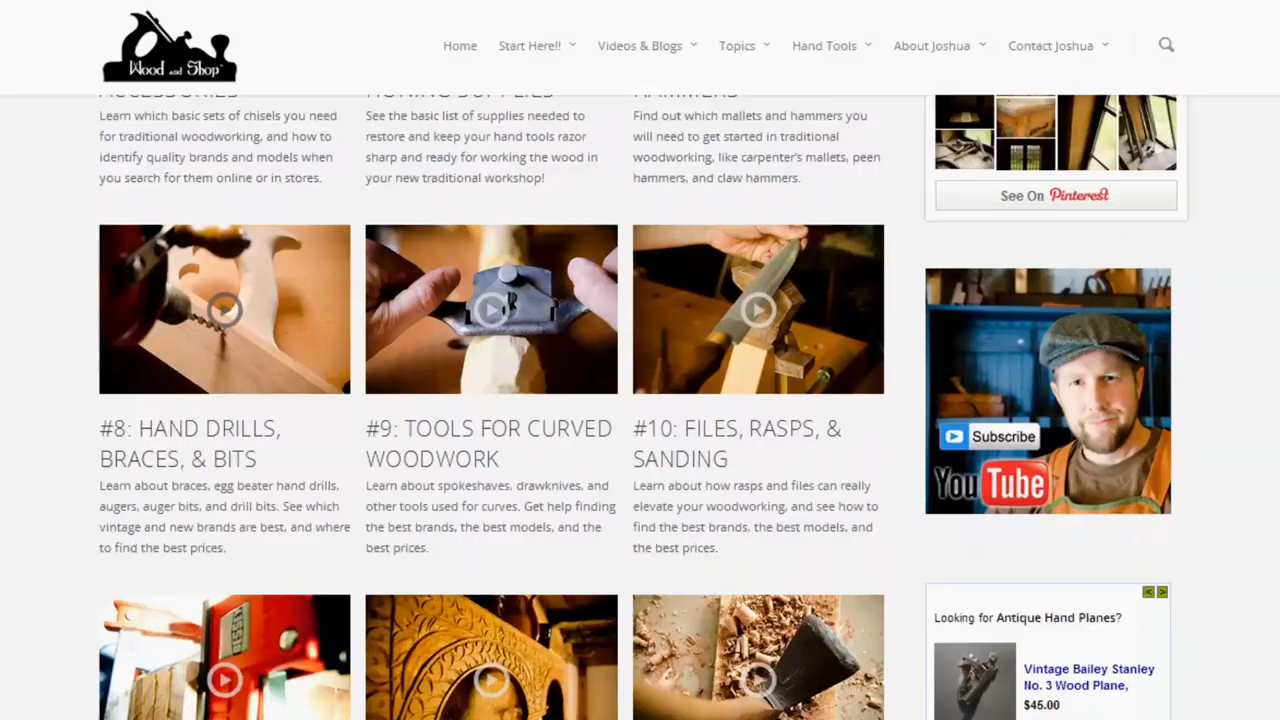 Wood and Shop
Home
Start Here!!
Videos & Blogs
Topics
Hand Tools
About Joshua
Contact Joshua
ACCESSORIES
HONING SUPPLIES
HAMMERS
Learn which basic sets of chisels you need
for traditional woodworking, and how to
identify quality brands and models when
you search for them online or in stores.
See the basic list of supplies needed to
restore and keep your hand tools razor
sharp and ready for working the wood in
your new traditional workshop!
Find out which mallets and hammers you
will need to get started in traditional
woodworking, like carpenter's mallets, peen
hammers, and claw hammers.
See On Pinterest
#8: HAND DRILLS,
BRACES, & BITS
Learn about braces, egg beater hand drills,
augers, auger bits, and drill bits. See which
vintage and new brands are best, and where
to find the best prices.
#9: TOOLS FOR CURVED
WOODWORK
Learn about spokeshaves, drawknives, and
other tools used for curves. Get help finding
the best brands, the best models, and the
best prices.
#10: FILES, RASPS, &
SANDING
Learn about how rasps and files can really
elevate your woodworking, and see how to
find the best brands, the best models, and
the best prices.
Subscribe
YouTube
< >
Looking for Antique Hand Planes?
Vintage Bailey Stanley
No. 3 Wood Plane,
$45.00